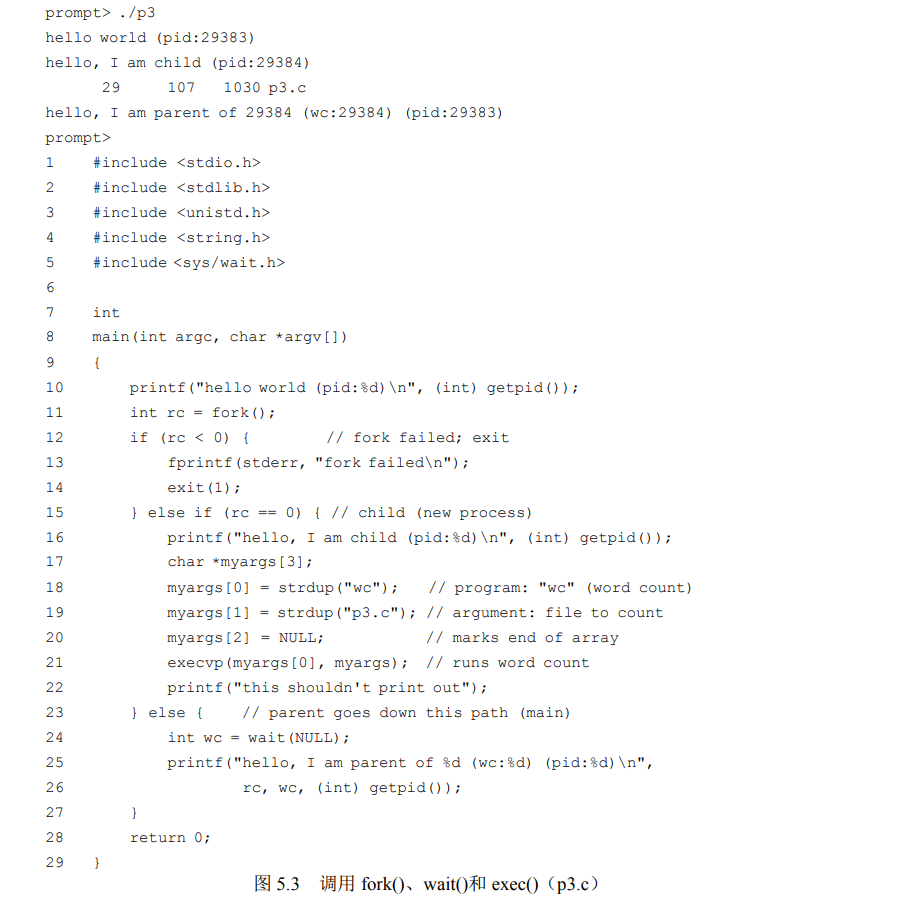 prompt> ./p3
hello world (pid:29383)
hello, I am child (pid:29384)
      29     107    1030 p3.c
hello, I am parent of 29384 (wc:29384) (pid:29383)
prompt>
1    #include <stdio.h>
2    #include <stdlib.h>
3    #include <unistd.h>
4    #include <string.h>
5    #include <sys/wait.h>
6
7    int
8    main(int argc, char *argv[])
9    {
10       printf("hello world (pid:%d)\n", (int) getpid());
11       int rc = fork();
12       if (rc < 0) {        // fork failed; exit
13           fprintf(stderr, "fork failed\n");
14           exit(1);
15       } else if (rc == 0) { // child (new process)
16           printf("hello, I am child (pid:%d)\n", (int) getpid());
17           char *myargs[3];
18           myargs[0] = strdup("wc");   // program: "wc" (word count)
19           myargs[1] = strdup("p3.c"); // argument: file to count
20           myargs[2] = NULL;           // marks end of array
21           execvp(myargs[0], myargs);  // runs word count
22           printf("this shouldn't print out");
23       } else {    // parent goes down this path (main)
24           int wc = wait(NULL);
25           printf("hello, I am parent of %d (wc:%d) (pid:%d)\n",
26                   rc, wc, (int) getpid());
27       }
28       return 0;
29   }
图 5.3 调用 fork()、wait()和 exec()（p3.c）